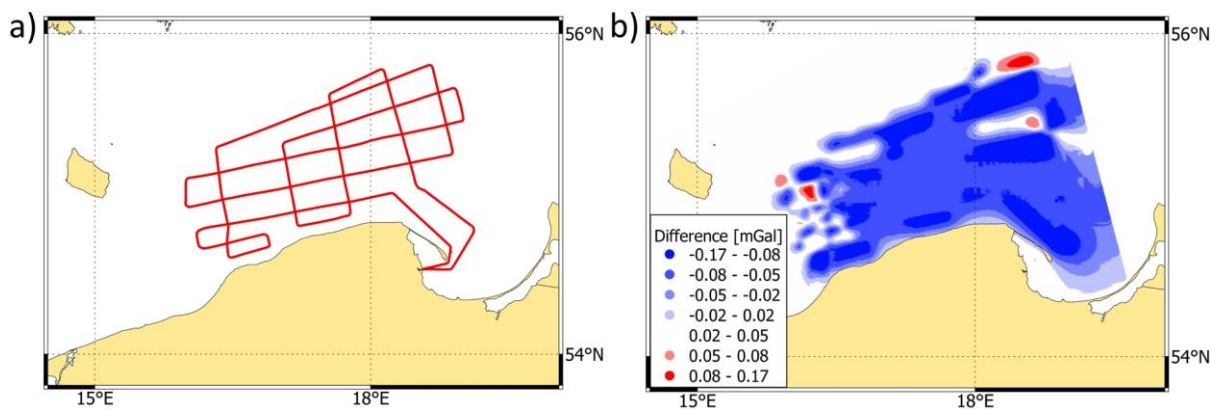 a)
56°N
54°N
15°E
18°E
b)
56°N
54°N
15°E
18°E
Difference [mGal]
-0.17 - -0.08
-0.08 - -0.05
-0.05 - -0.02
-0.02 - 0.02
0.02 - 0.05
0.05 - 0.08
0.08 - 0.17